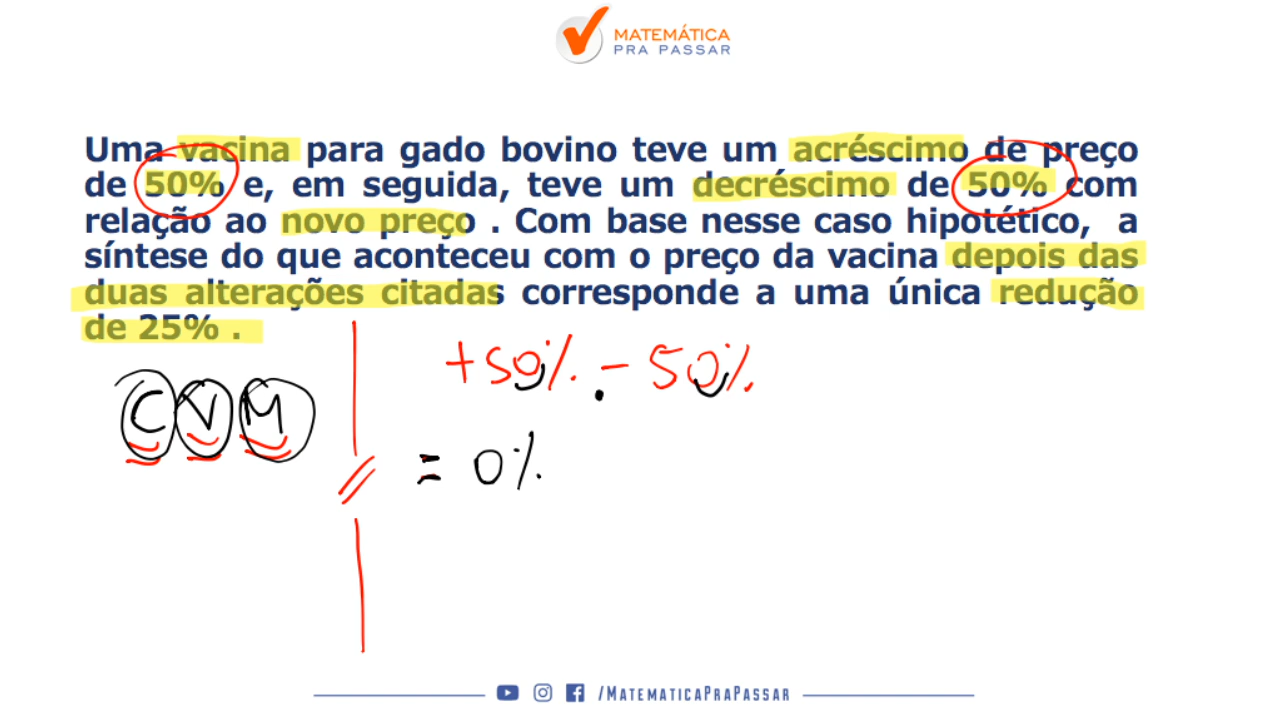 MATEMÁTICA
PRA PASSAR
Uma vacina para gado bovino teve um acréscimo de preço
de 50% e, em seguida, teve um decréscimo de 50% com
relação ao novo preço . Com base nesse caso hipotético, a
síntese do que aconteceu com o preço da vacina depois das
duas alterações citadas corresponde a uma única redução
de 25% .
+50% - 50%
CVM
= 0%
/MatematicaPraPassar